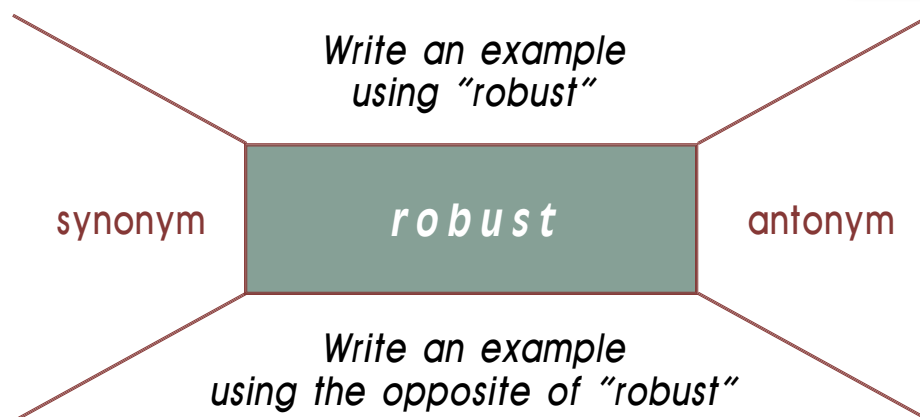 Write an example
using "robust"
synonym
robust
antonym
Write an example
using the opposite of "robust"